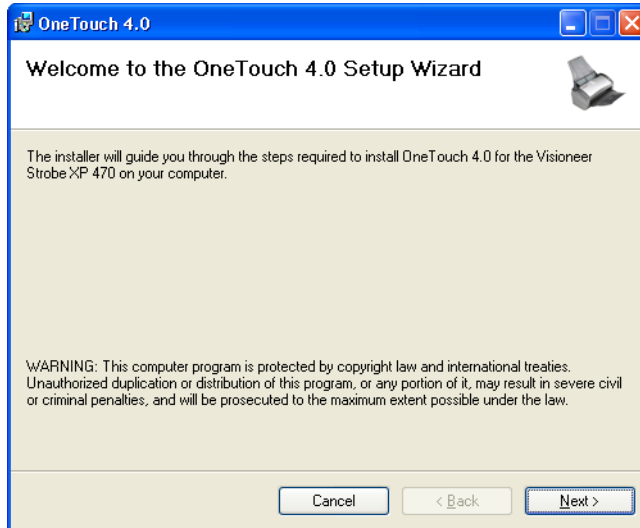 OneTouch 4.0
Welcome to the OneTouch 4.0 Setup Wizard
The installer will guide you through the steps required to install OneTouch 4.0 for the Visioneer
Strobe XP 470 on your computer.
WARNING: This computer program is protected by copyright law and international treaties.
Unauthorized duplication or distribution of this program, or any portion of it, may result in severe civil
or criminal penalties, and will be prosecuted to the maximum extent possible under the law.
Cancel
< Back
Next >